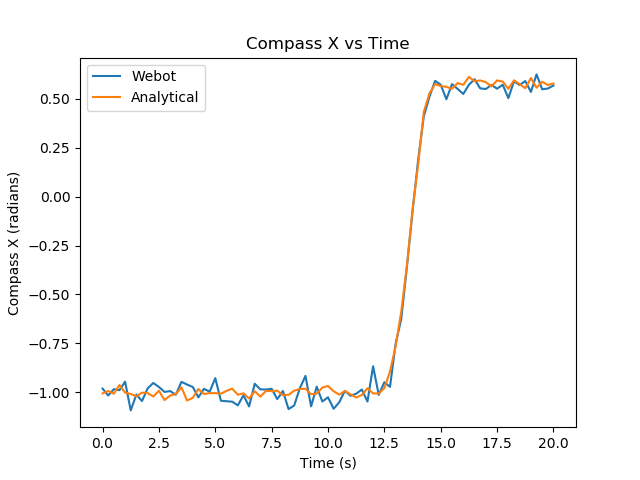 Compass X vs Time
Webot
Analytical
0.50
0.25
0.00
−0.25
−0.50
−0.75
−1.00
Compass X (radians)
0.0 2.5 5.0 7.5 10.0 12.5 15.0 17.5 20.0
Time (s)